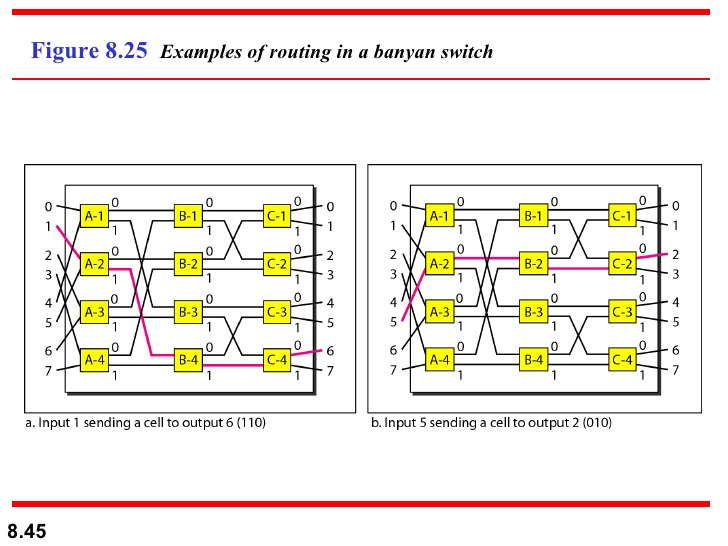 Figure 8.25 Examples of routing in a banyan switch
0 A-1 0 B-1 0 C-1 0 0
1 1 1 1 1
2 A-2 0 B-2 0 C-2 0 2
3 1 1 1 3
4 A-3 0 B-3 0 C-3 0 4
5 1 1 1 5
6 A-4 0 B-4 0 C-4 0 6
7 1 1 1 7
a. Input 1 sending a cell to output 6 (110)
0 A-1 0 B-1 0 C-1 0 0
1 1 1 1 1
2 A-2 0 B-2 0 C-2 0 2
3 1 1 1 3
4 A-3 0 B-3 0 C-3 0 4
5 1 1 1 5
6 A-4 0 B-4 0 C-4 0 6
7 1 1 1 7
b. Input 5 sending a cell to output 2 (010)
8.45